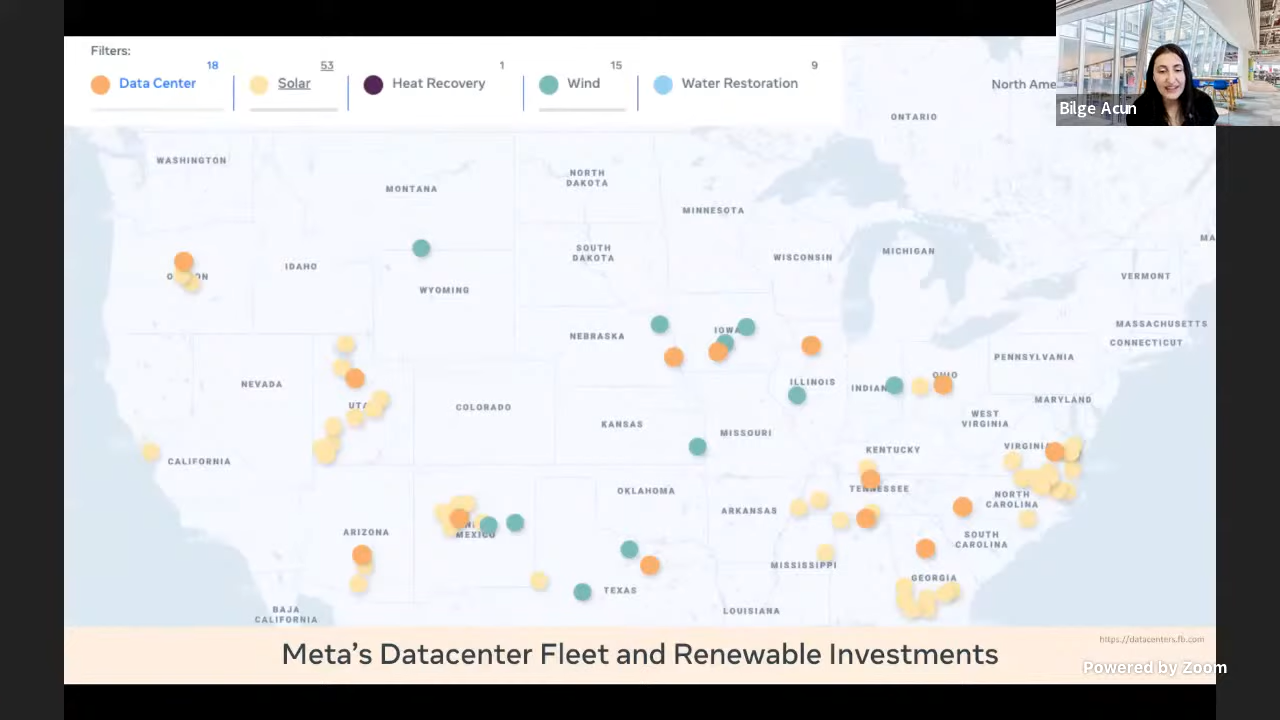 Filters:
Data Center 18
Solar 53
Heat Recovery 1
Wind 15
Water Restoration 9
North Ame
Bilge Acun
ONTARIO
WASHINGTON
MONTANA
NORTH
DAKOTA
MINNESOTA
SOUTH
DAKOTA
WISCONSIN
MICHIGAN
MA
VERMONT
IDAHO
WYOMING
NEBRASKA
IOWA
MASSACHUSETTS
CONNECTICUT
PENNSYLVANIA
NEVADA
UTA
COLORADO
ILLINOIS
INDIAN
OHIO
MARYLAND
WEST
VIRGINIA
KANSAS
MISSOURI
KENTUCKY
VIRGINIA
CALIFORNIA
OKLAHOMA
TENNESSEE
NORTH
CAROLINA
ARKANSAS
ARIZONA
MEXICO
SOUTH
CAROLINA
MISSISSIPPI
GEORGIA
TEXAS
BAJA
CALIFORNIA
LOUISIANA
https://datacenters.fb.com
Meta's Datacenter Fleet and Renewable Investments
Powered by Zoom